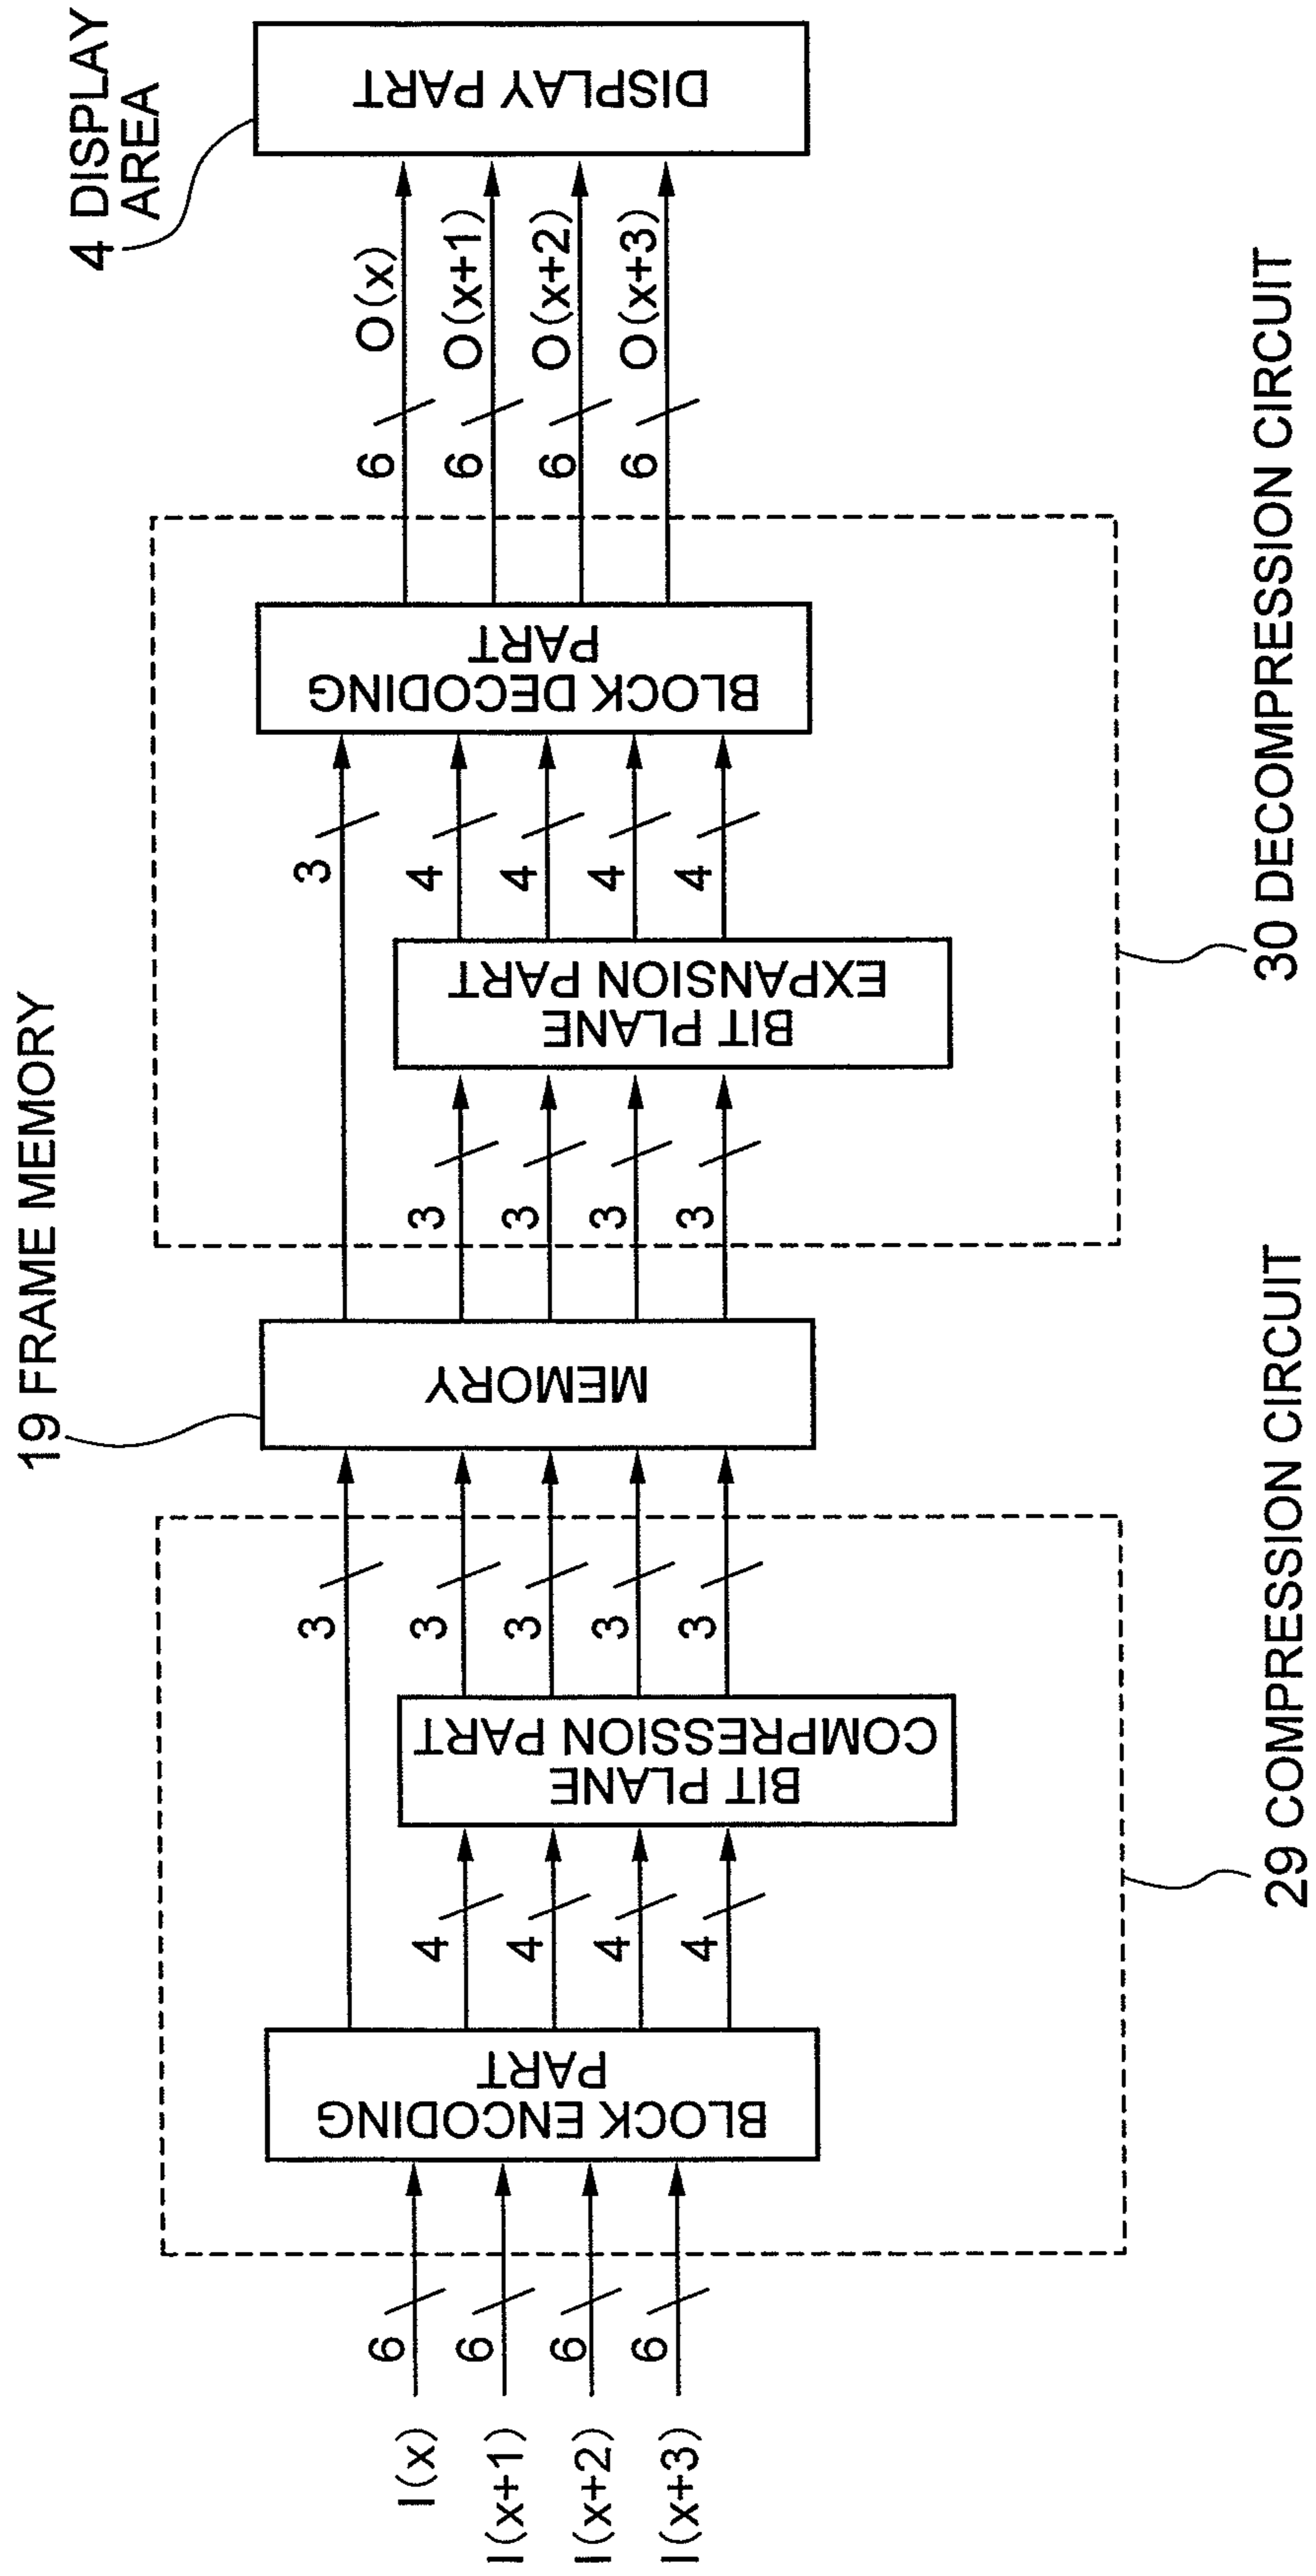 I(x)
I(x+1)
I(x+2)
I(x+3)
6
6
6
6
BLOCK ENCODING
PART
3
4
4
4
4
BIT PLANE
COMPRESSION PART
3
3
3
3
29 COMPRESSION CIRCUIT
19 FRAME MEMORY
MEMORY
3
3
3
3
3
BIT PLANE
EXPANSION PART
4
4
4
4
BLOCK DECODING
PART
30 DECOMPRESSION CIRCUIT
6
6
6
6
O(x)
O(x+1)
O(x+2)
O(x+3)
4 DISPLAY
AREA
DISPLAY PART